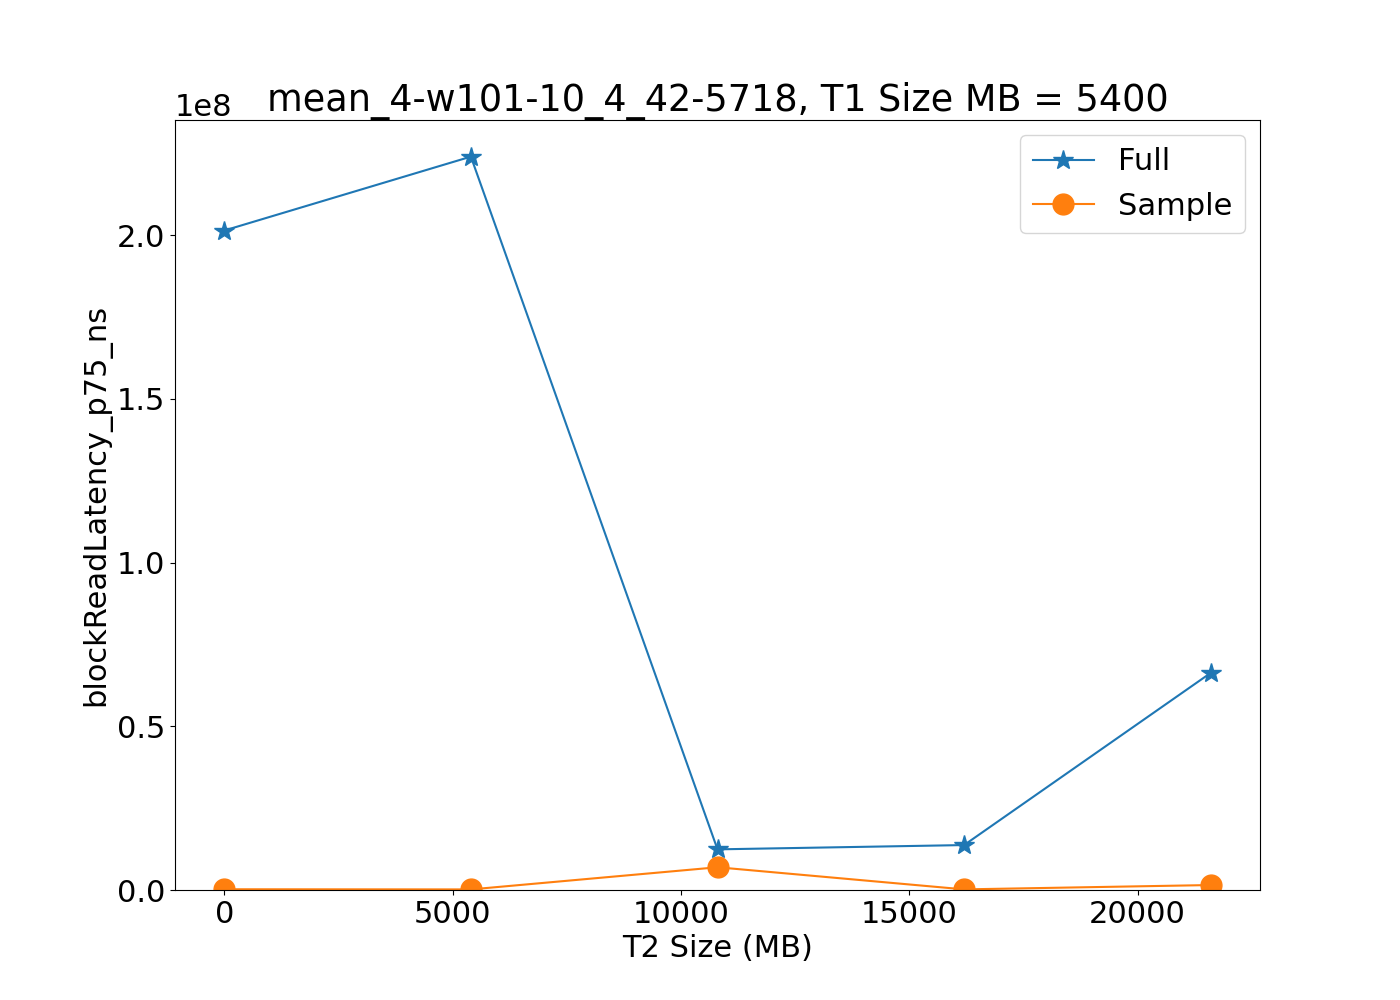 1e8
mean_4-w101-10_4_42-5718, T1 Size MB = 5400
Full
Sample
blockReadLatency_p75_ns
2.0
1.5
1.0
0.5
0.0
0 5000 10000 15000 20000
T2 Size (MB)